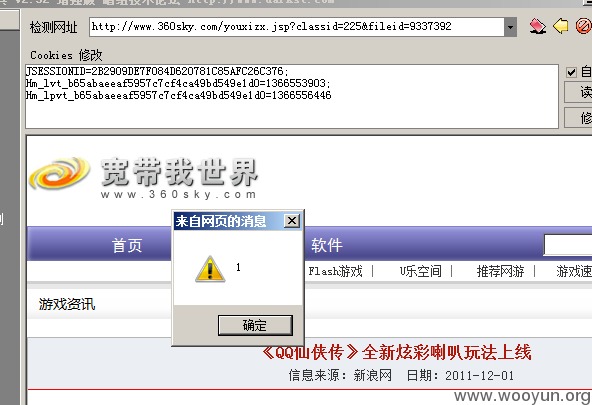 检测网址
http://www.360sky.com/youxizx.jsp?classid=225&fileid=9337392
Cookies 修改
JSESSIONID=2B2909DE7F084D620781C85AFC26C376;
Hm_lvt_b65abaeeaf5957c7cf4ca49bd549e1d0=1366553903;
Hm_lpvt_b65abaeeaf5957c7cf4ca49bd549e1d0=1366556446
自
读
修
宽带我世界
www.360sky.com
来自网页的消息
1
确定
首页
软件
Flash游戏 |
U乐空间 |
推荐网游 |
游戏速
游戏资讯
《QQ仙侠传》全新炫彩喇叭玩法上线
信息来源：新浪网 日期：2011-12-01
www.wooyun.org